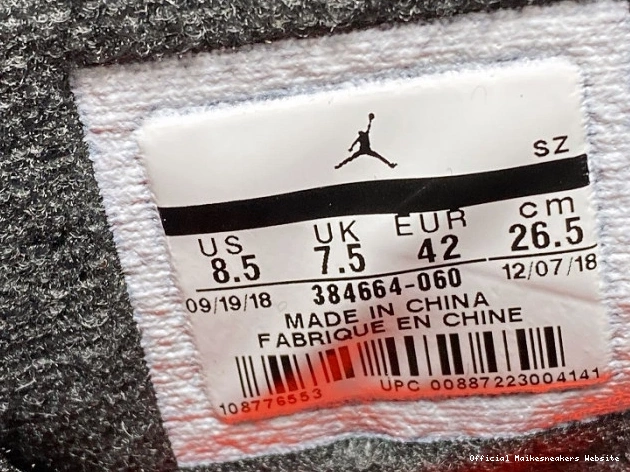 SZ
US UK EUR cm
8.5 7.5 42 26.5
09/19/18 384664-060 12/07/18
MADE IN CHINA
FABRIQUE EN CHINE
108776553 UPC 00887223004141
Official Maikesneakers Website